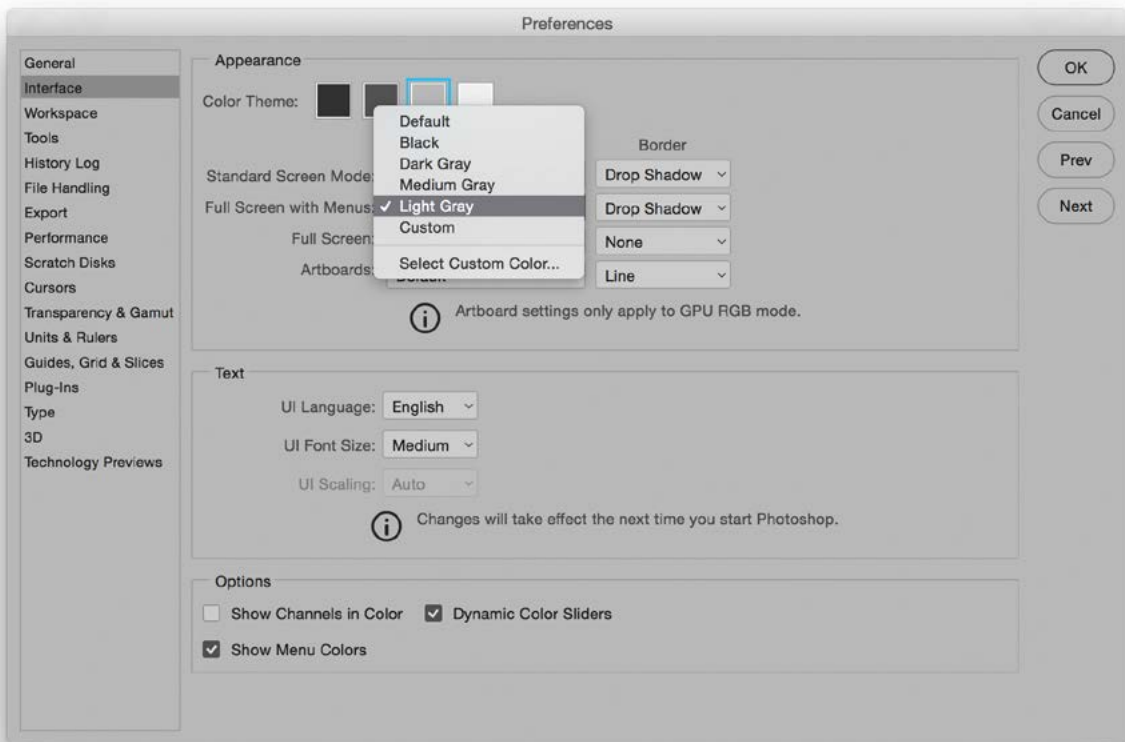 Preferences
General
Interface
Workspace
Tools
History Log
File Handling
Export
Performance
Scratch Disks
Cursors
Transparency & Gamut
Units & Rulers
Guides, Grid & Slices
Plug-Ins
Type
3D
Technology Previews
Appearance
Color Theme:
Border
Standard Screen Mode:
Drop Shadow
Full Screen with Menus:
Drop Shadow
Full Screen:
None
Artboards:
Line
Default
Black
Dark Gray
Medium Gray
✓ Light Gray
Custom
Select Custom Color...
Artboard settings only apply to GPU RGB mode.
Text
UI Language: English
UI Font Size: Medium
UI Scaling: Auto
Changes will take effect the next time you start Photoshop.
Options
Show Channels in Color
Dynamic Color Sliders
Show Menu Colors
OK
Cancel
Prev
Next